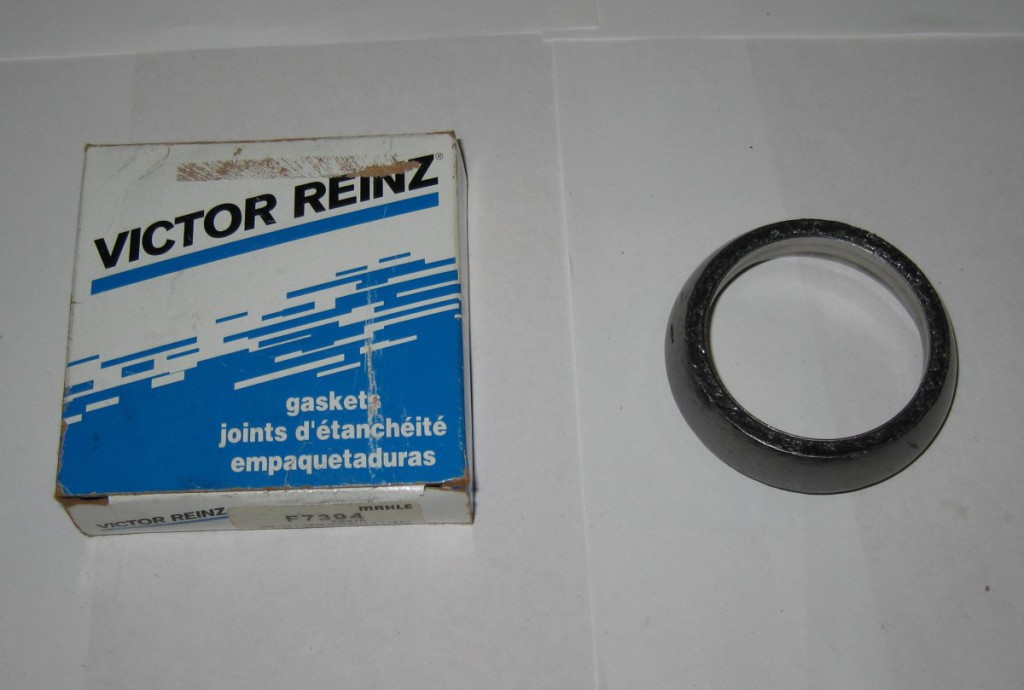 VICTOR REINZ®
gaskets
joints d'étanchéité
empaquetaduras
VICTOR REINZ
MAHLE
F7394